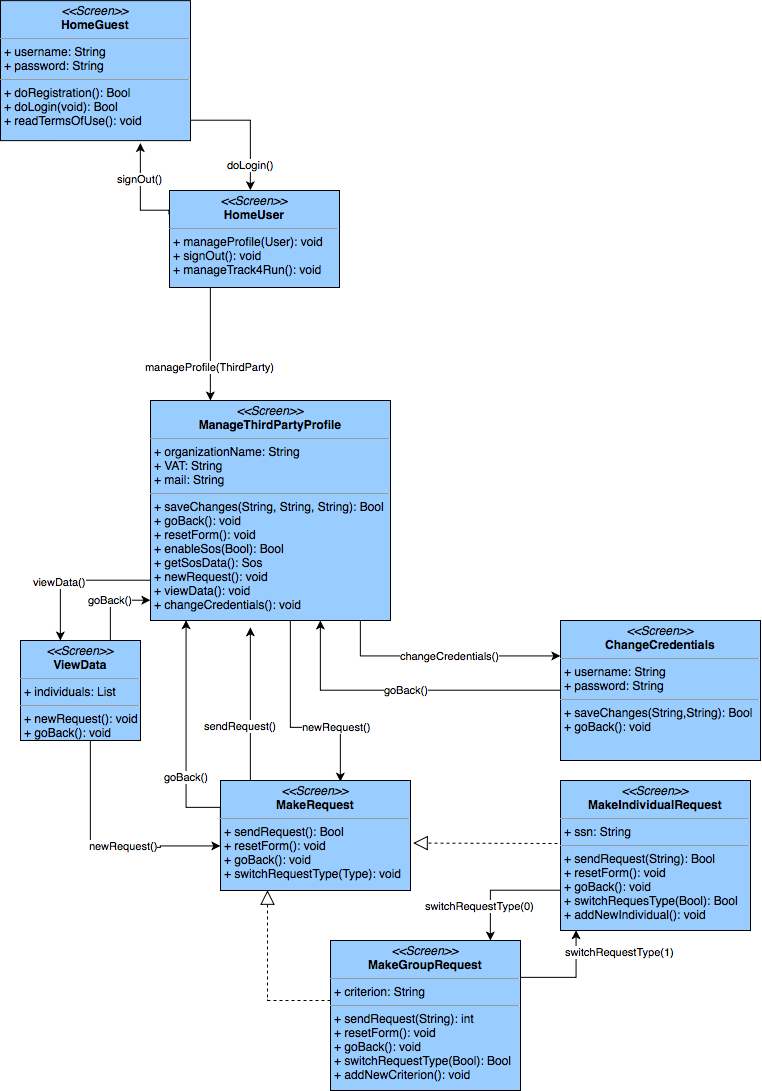 <<Screen>>
HomeGuest
+ username: String
+ password: String
+ doRegistration(): Bool
+ doLogin(void): Bool
+ readTermsOfUse(): void
doLogin()
signOut()
<<Screen>>
HomeUser
+ manageProfile(User): void
+ signOut(): void
+ manageTrack4Run(): void
manageProfile(ThirdParty)
<<Screen>>
ManageThirdPartyProfile
+ organizationName: String
+ VAT: String
+ mail: String
+ saveChanges(String, String, String): Bool
+ goBack(): void
+ resetForm(): void
+ enableSos(Bool): Bool
+ getSosData(): Sos
+ newRequest(): void
+ viewData(): void
+ changeCredentials(): void
viewData()
goBack()
<<Screen>>
ViewData
+ individuals: List
+ newRequest(): void
+ goBack(): void
changeCredentials()
goBack()
<<Screen>>
ChangeCredentials
+ username: String
+ password: String
+ saveChanges(String,String): Bool
+ goBack(): void
sendRequest()
newRequest()
goBack()
newRequest()
<<Screen>>
MakeRequest
+ sendRequest(): Bool
+ resetForm(): void
+ goBack(): void
+ switchRequestType(Type): void
<<Screen>>
MakeIndividualRequest
+ ssn: String
+ sendRequest(String): Bool
+ resetForm(): void
+ goBack(): void
+ switchRequesType(Bool): Bool
+ addNewIndividual(): void
switchRequestType(0)
switchRequestType(1)
<<Screen>>
MakeGroupRequest
+ criterion: String
+ sendRequest(String): int
+ resetForm(): void
+ goBack(): void
+ switchRequestType(Bool): Bool
+ addNewCriterion(): void